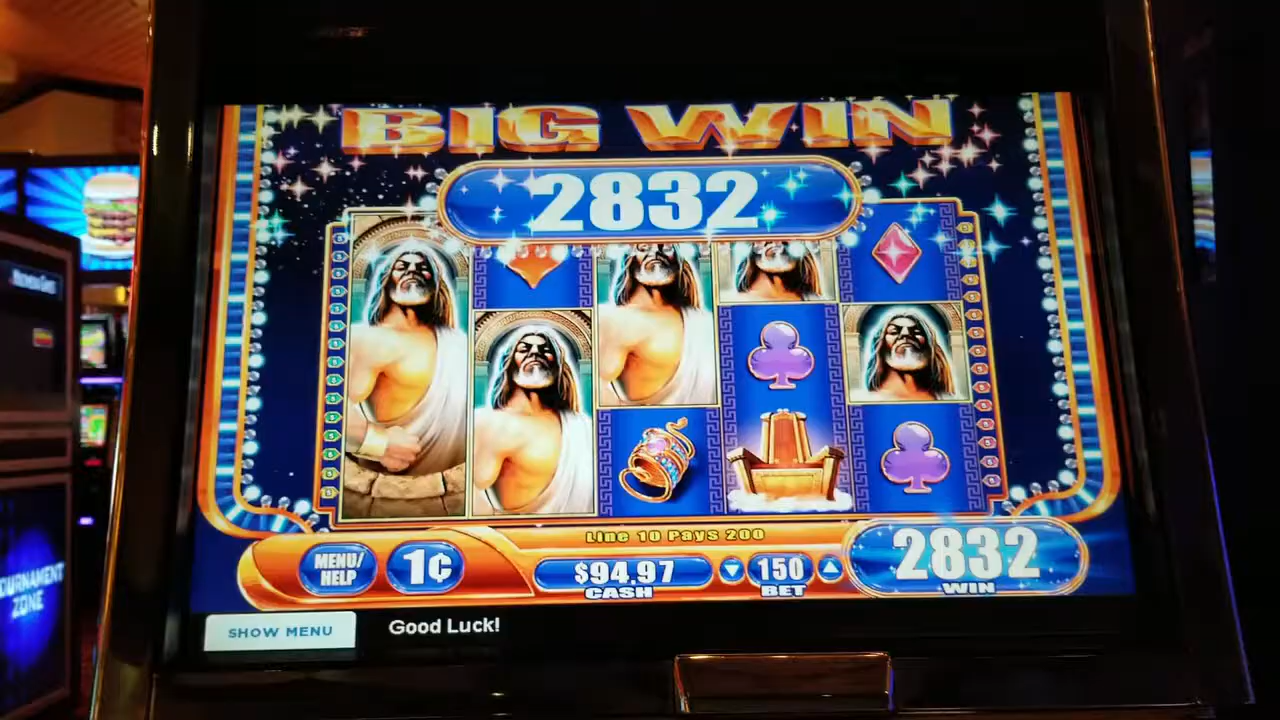 BIG WIN
2832
Line 10 Pays 200
MENU/
HELP
1¢
$94.97
CASH
150
BET
2832
WIN
SHOW MENU
Good Luck!
TOURNAMENT
ZONE